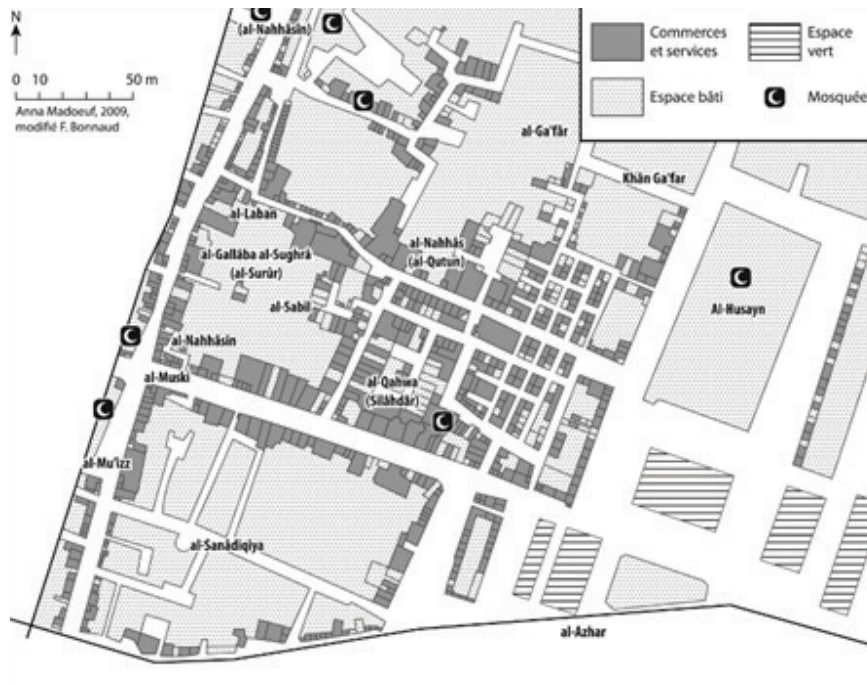 N
0 10 50 m
Anna Madoeuf, 2009,
modifié F. Bonnaud
Commerces
et services
Espace
vert
Espace bâti
Mosquée
(al-Nahhâsîn)
al-Ga'fâr
Khân Ga'far
al-Laban
al-Gallâba al-Sughrâ
(al-Surûr)
al-Nahhâs
(al-Qutun)
al-Sabil
Al-Husayn
al-Nahhâsin
al-Muski
al-Qahwa
(Silâhdâr)
al-Mu'izz
al-Sanâdiqiya
al-Azhar